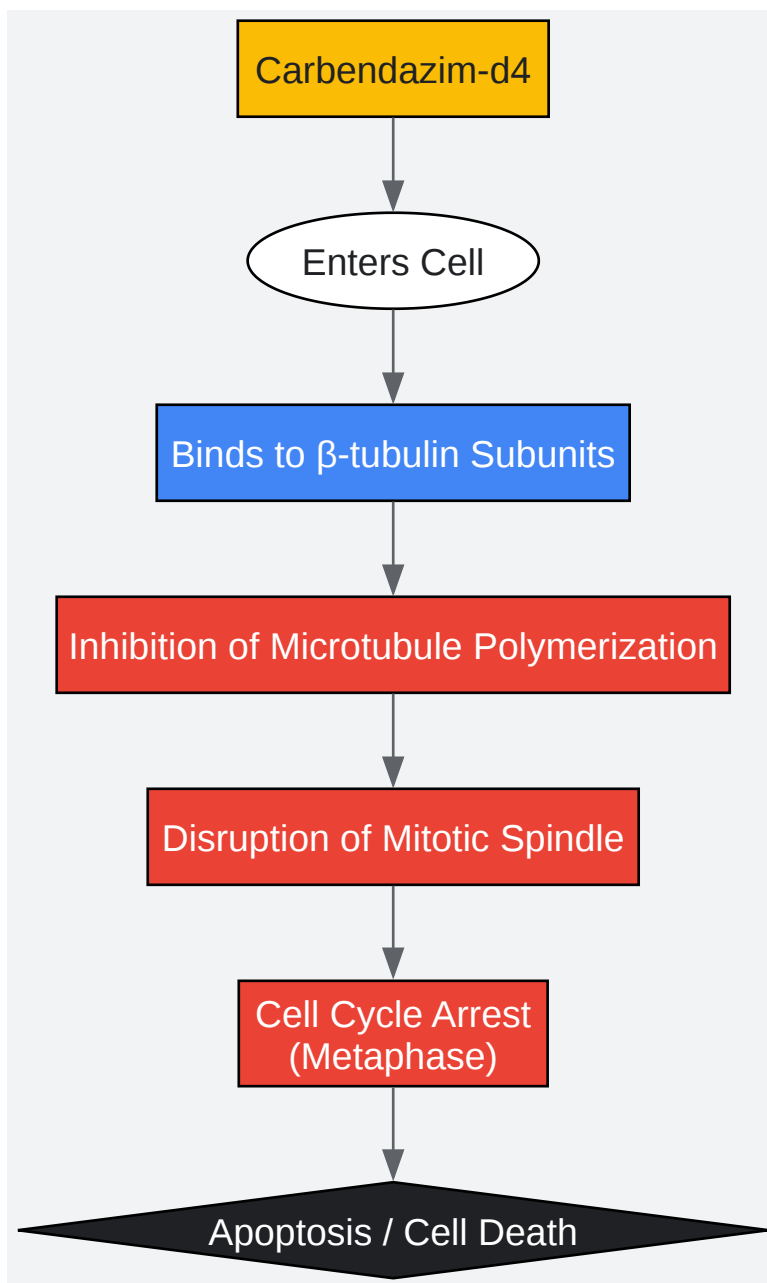 Carbendazim-d4
Enters Cell
Binds to β-tubulin Subunits
Inhibition of Microtubule Polymerization
Disruption of Mitotic Spindle
Cell Cycle Arrest
(Metaphase)
Apoptosis / Cell Death